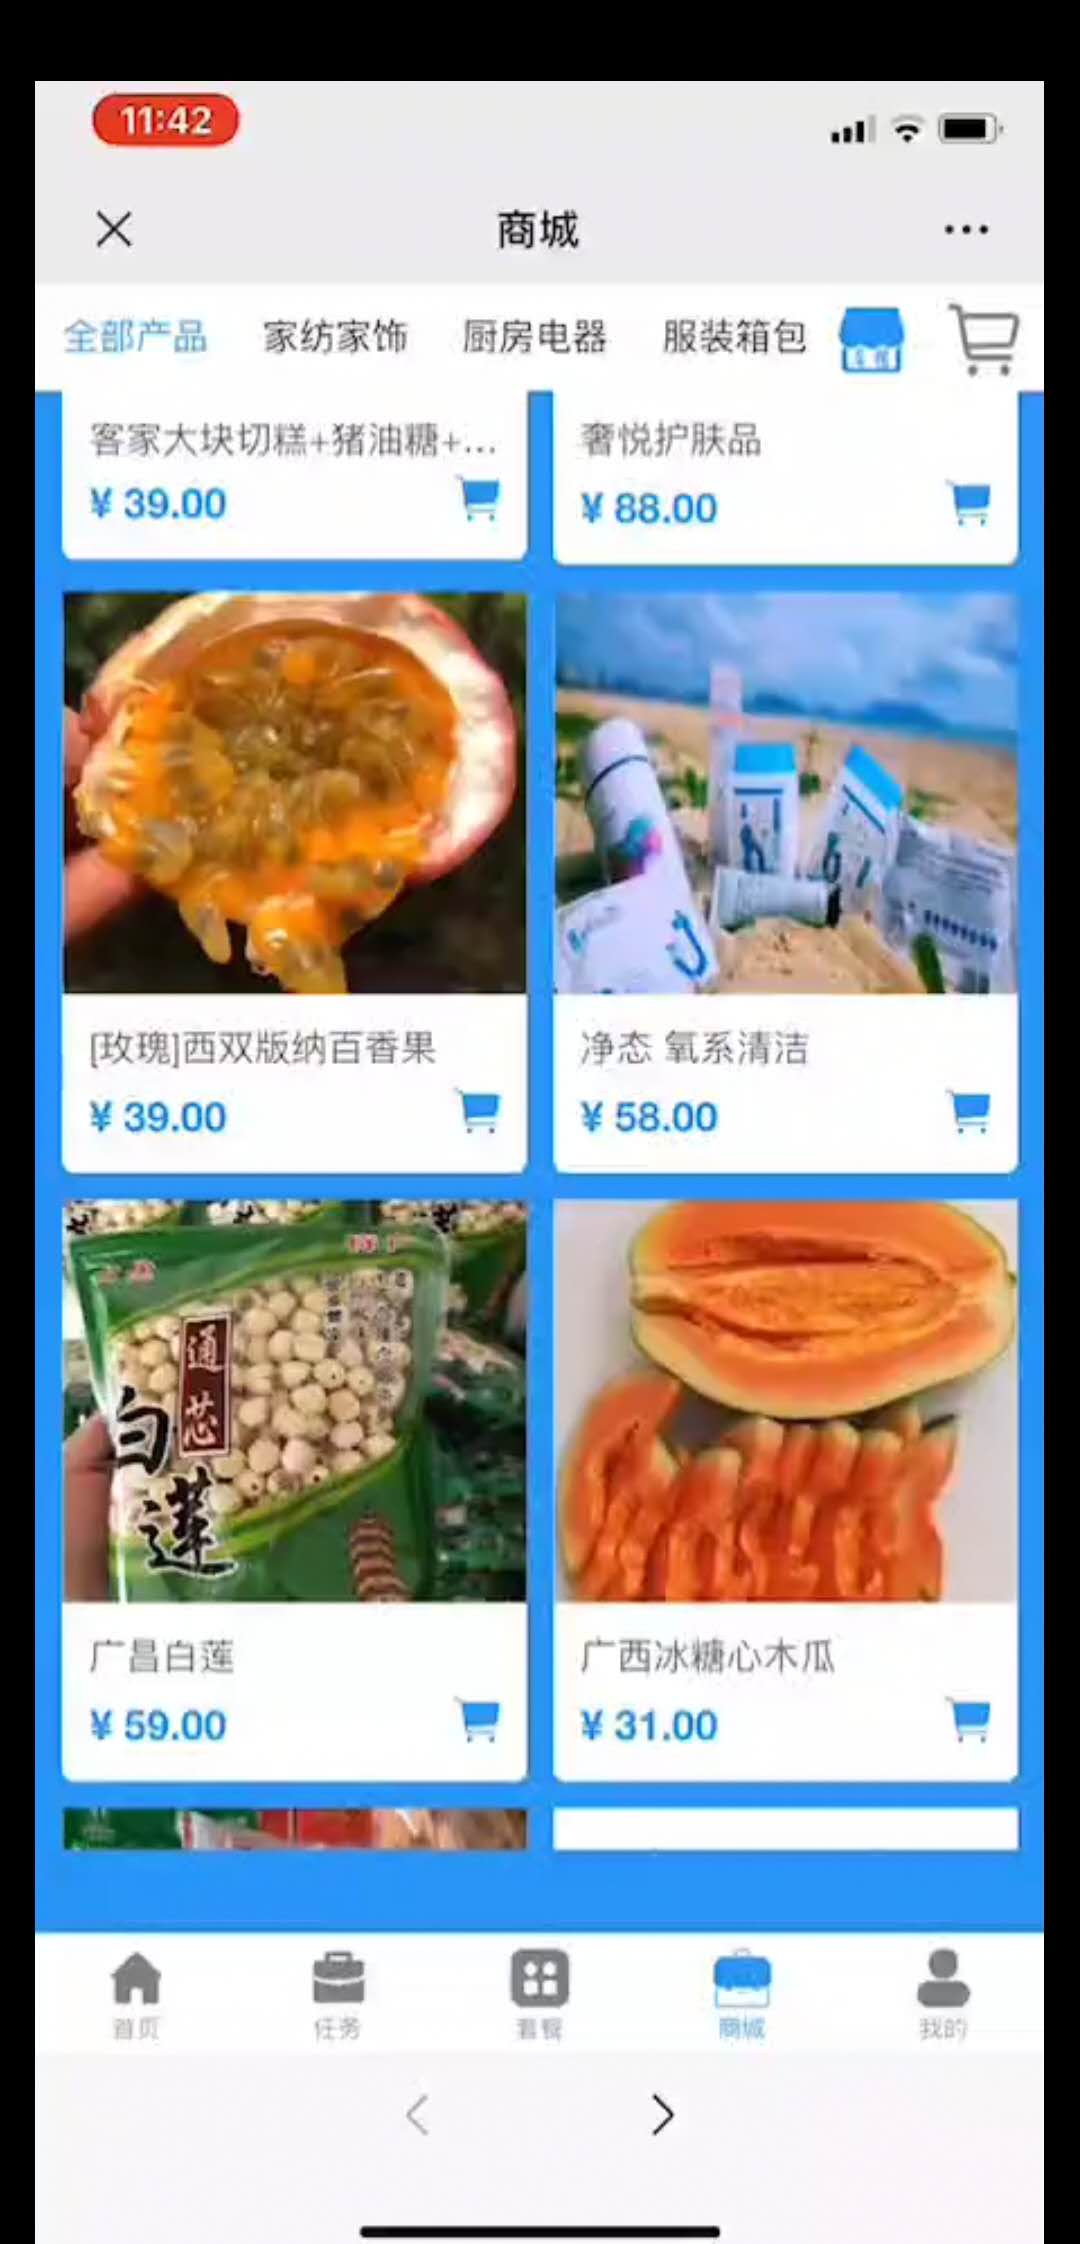 11:42
商城
全部产品 家纺家饰 厨房电器 服装箱包
客家大块切糕+猪油糖+...
¥ 39.00
奢悦护肤品
¥ 88.00
[玫瑰]西双版纳百香果
¥ 39.00
净态 氧系清洁
¥ 58.00
通芯
白莲
广昌白莲
¥ 59.00
广西冰糖心木瓜
¥ 31.00
首页 任务 套餐 商城 我的